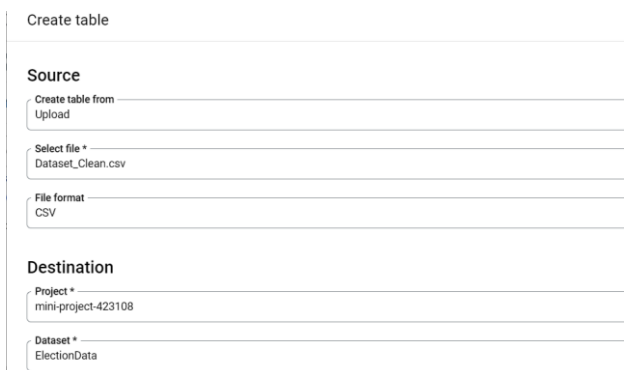 Create table
Source
Create table from
Upload
Select file *
Dataset_Clean.csv
File format
CSV
Destination
Project *
mini-project-423108
Dataset *
ElectionData